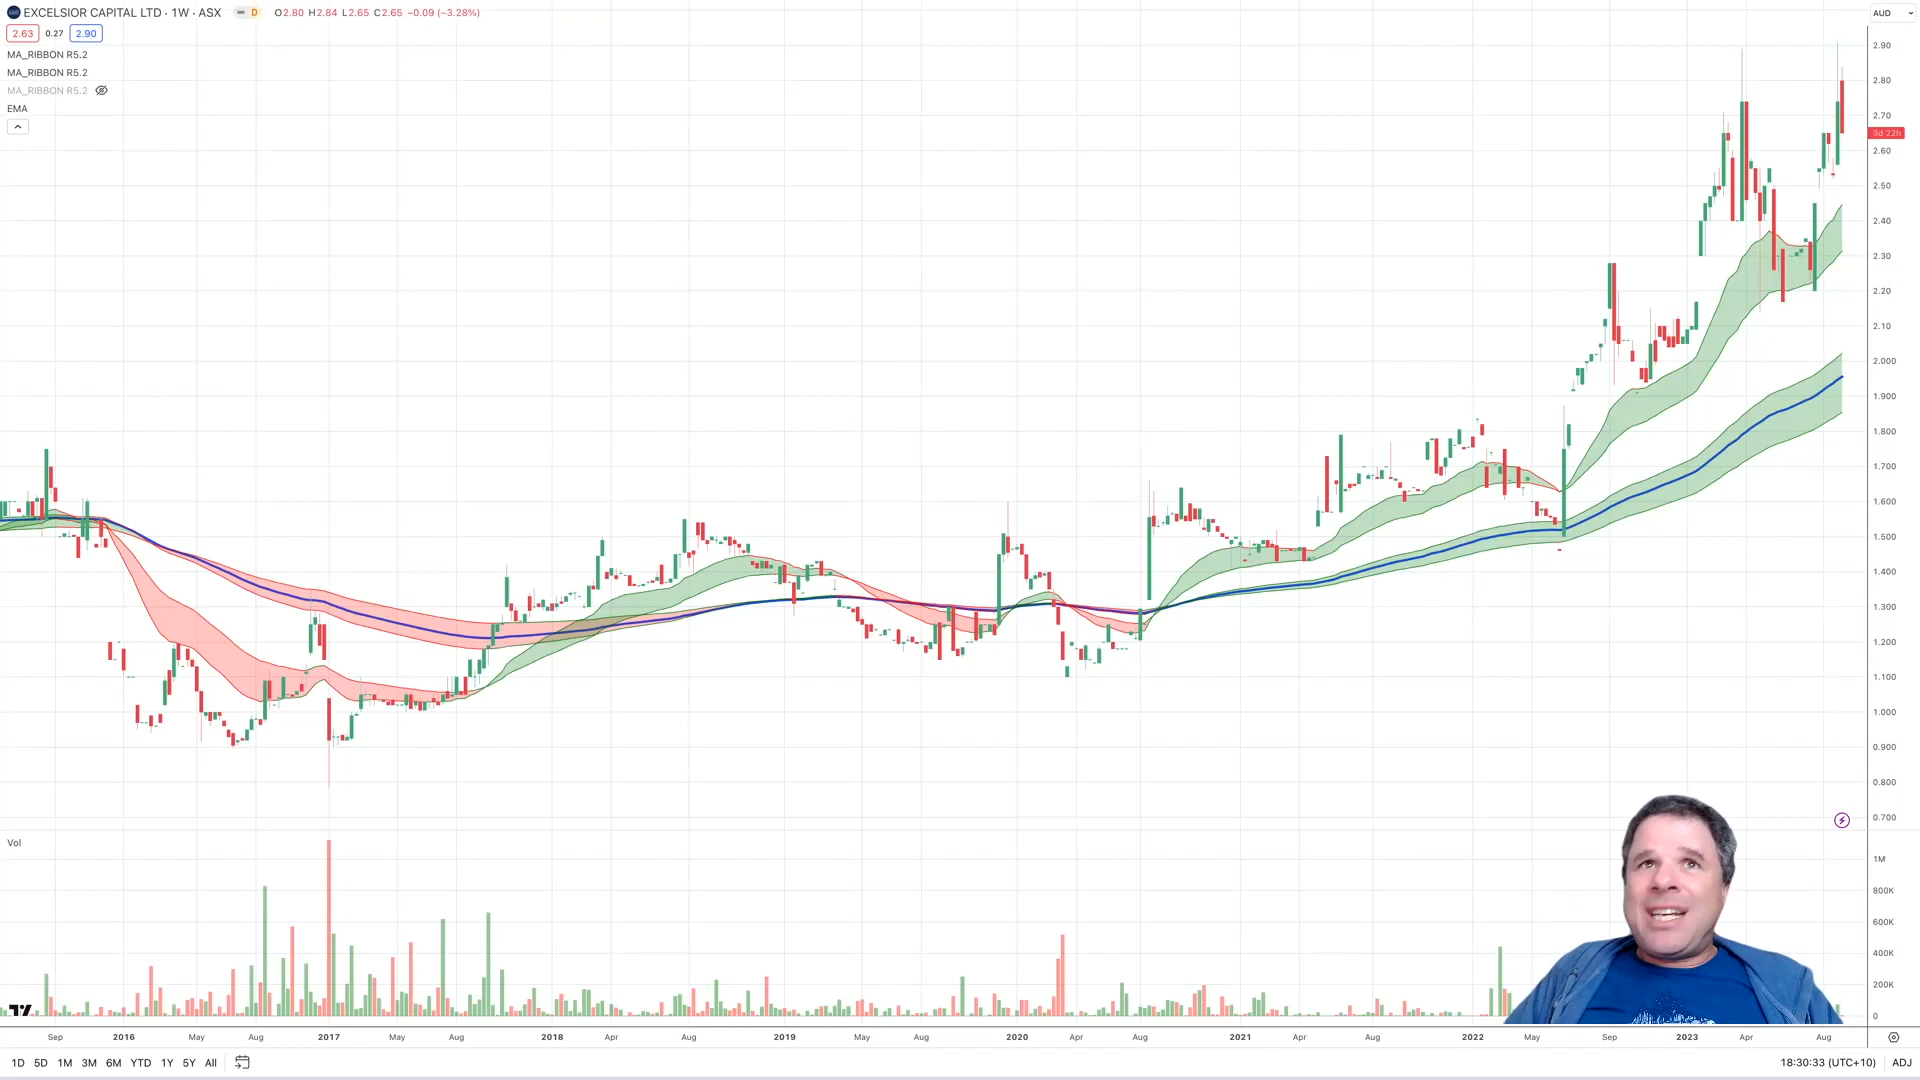 EXCELSIOR CAPITAL LTD · 1W · ASX D O2.80 H2.84 L2.65 C2.65 −0.09 (−3.28%) AUD
2.63 0.27 2.90
MA_RIBBON R5.2
MA_RIBBON R5.2
MA_RIBBON R5.2
EMA
2.90
2.80
2.70
3d 22h
2.60
2.50
2.40
2.30
2.20
2.10
2.000
1.900
1.800
1.700
1.600
1.500
1.400
1.300
1.200
1.100
1.000
0.900
0.800
0.700
Vol
1M
800K
600K
400K
200K
0
Sep 2016 May Aug 2017 May Aug 2018 Apr Aug 2019 May Aug 2020 Apr Aug 2021 Apr Aug 2022 May Sep 2023 Apr Aug
1D 5D 1M 3M 6M YTD 1Y 5Y All 18:30:33 (UTC+10) ADJ